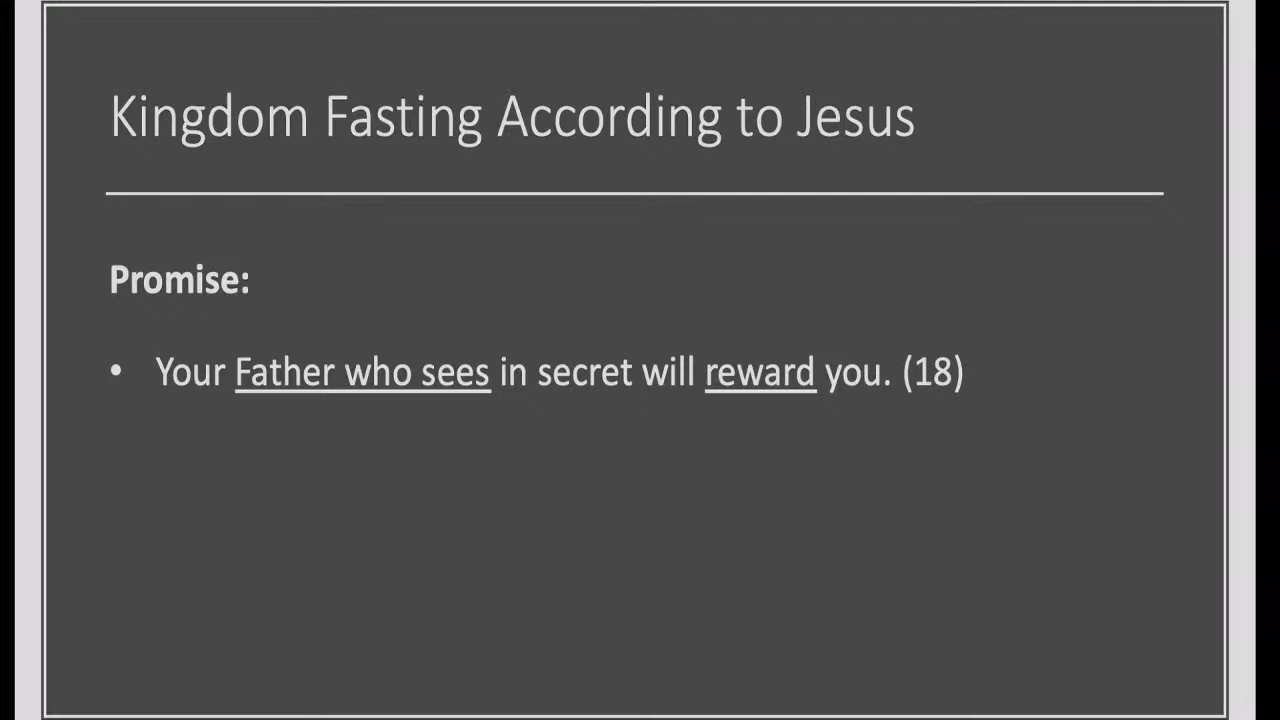 Kingdom Fasting According to Jesus
Promise:
• Your Father who sees in secret will reward you. (18)